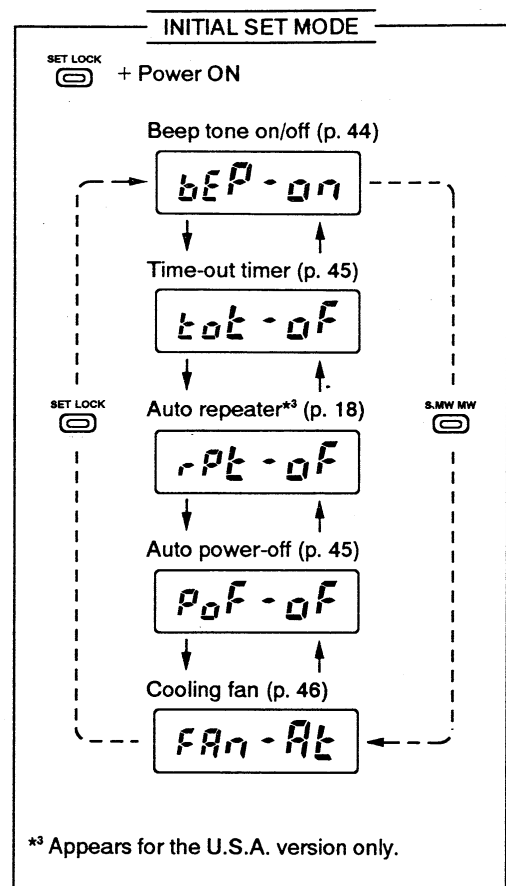 INITIAL SET MODE
SET LOCK
+ Power ON
Beep tone on/off (p. 44)
bEP-on
Time-out timer (p. 45)
tot-oF
SET LOCK
Auto repeater*³ (p. 18)
S.MW MW
rPt-oF
Auto power-off (p. 45)
PoF-oF
Cooling fan (p. 46)
FAn-At
*³ Appears for the U.S.A. version only.